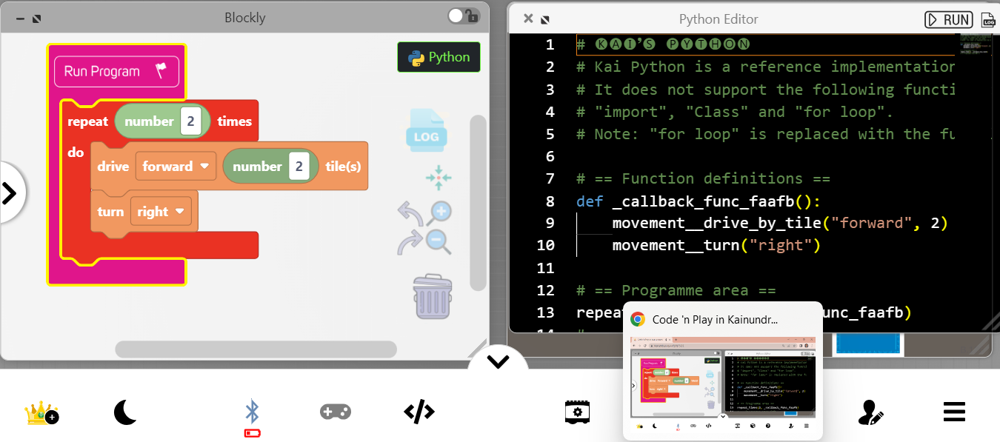 Blockly
Run Program
Python
repeat number 2 times
do
drive forward number 2 tile(s)
turn right
LOG
Python Editor
RUN
LOG
1 # 🅚🅐🅘’🅢 🅟🅨🅣🅗🅞🅝
2 # Kai Python is a reference implementation
3 # It does not support the following functi
4 # "import", "Class" and "for loop".
5 # Note: "for loop" is replaced with the fu
6
7 # == Function definitions ==
8 def _callback_func_faafb():
9 movement__drive_by_tile("forward", 2)
10 movement__turn("right")
11
12 # == Programme area ==
13 repea unc_faafb)
14 #
Code 'n Play in Kainundr...